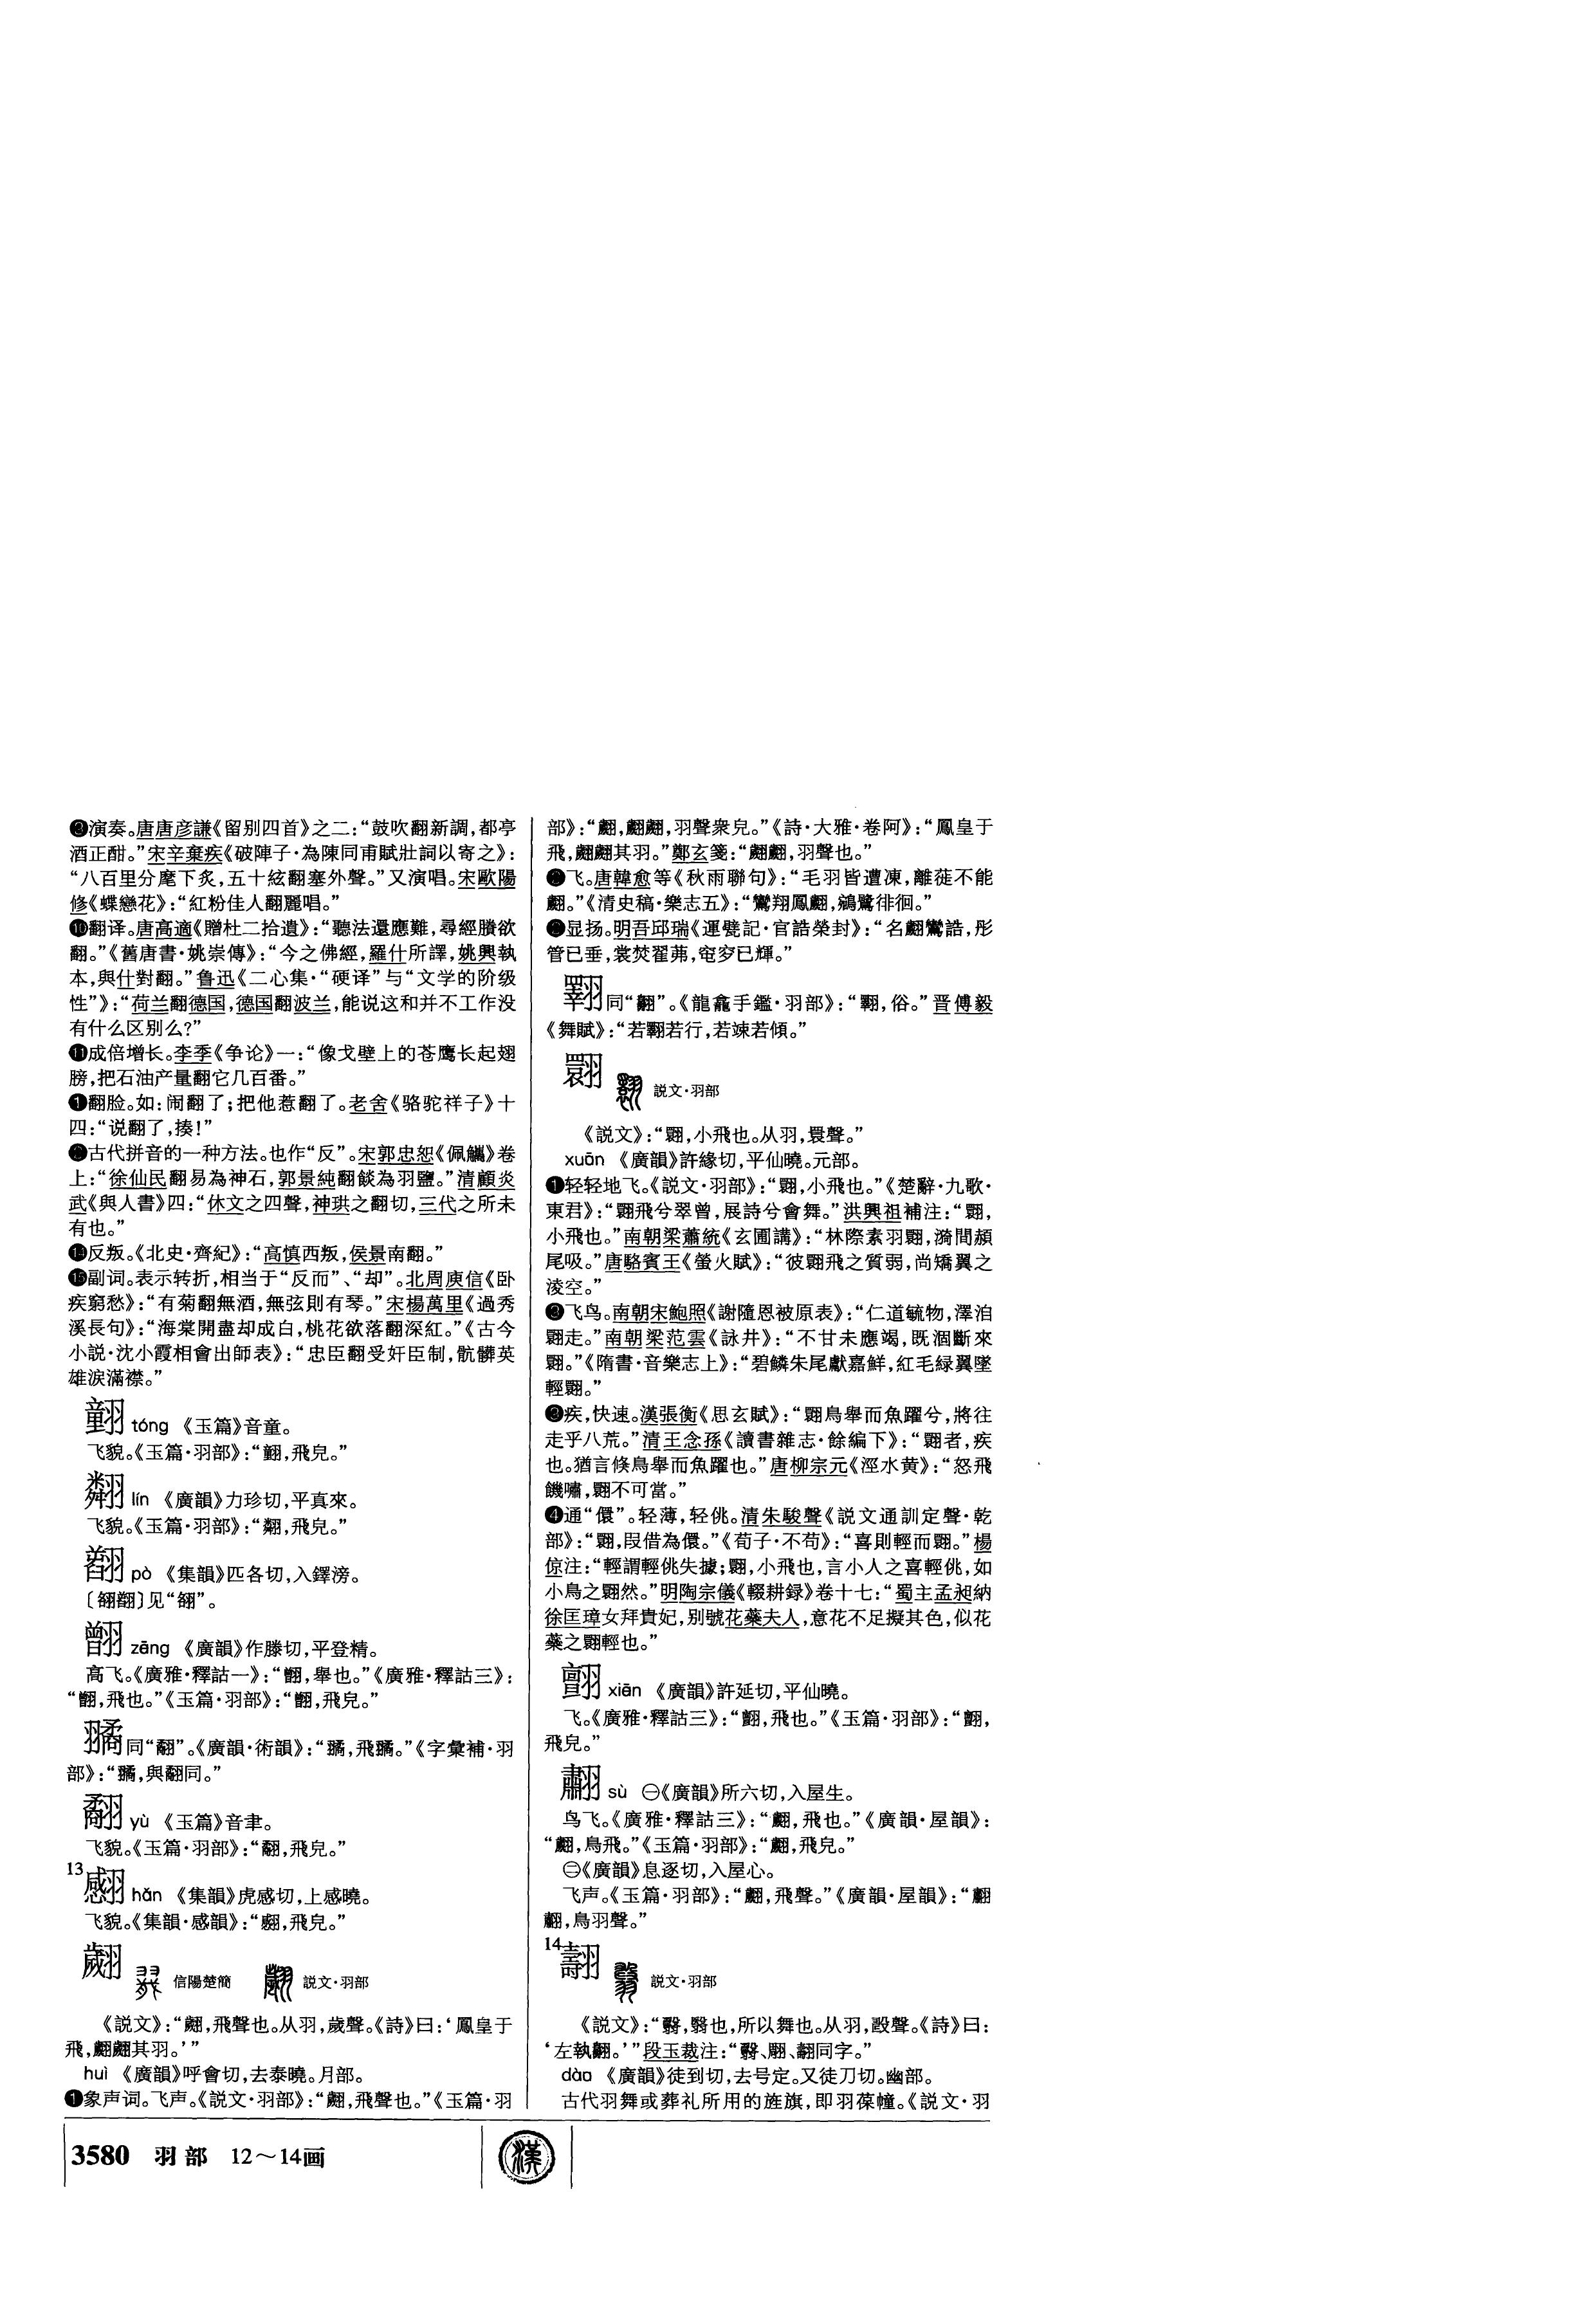 ❾演奏。唐唐彦謙《留别四首》之二：“鼓吹翻新調，都亭
酒正酣。”宋辛棄疾《破陣子·為陳同甫賦壯詞以寄之》：
“八百里分麾下炙，五十絃翻塞外聲。”又演唱。宋歐陽
修《蝶戀花》：“紅粉佳人翻麗唱。”
❿翻译。唐高適《贈杜二拾遺》：“聽法還應難，尋經賸欲
翻。”《舊唐書·姚崇傳》：“今之佛經，羅什所譯，姚興執
本，與什對翻。”鲁迅《二心集·“硬译”与“文学的阶级
性”》：“荷兰翻德国，德国翻波兰，能说这和并不工作没
有什么区别么？”
⓫成倍增长。李季《争论》一：“像戈壁上的苍鹰长起翅
膀，把石油产量翻它几百番。”
翻脸。如：闹翻了；把他惹翻了。老舍《骆驼祥子》十
四：“说翻了，揍！”
古代拼音的一种方法。也作“反”。宋郭忠恕《佩觿》卷
上：“徐仙民翻易為神石，郭景純翻餤為羽鹽。”清顧炎
武《與人書》四：“休文之四聲，神珙之翻切，三代之所未
有也。”
⓮反叛。《北史·齊紀》：“高慎西叛，侯景南翻。”
⓯副词。表示转折，相当于“反而”、“却”。北周庾信《卧
疾窮愁》：“有菊翻無酒，無弦則有琴。”宋楊萬里《過秀
溪長句》：“海棠開盡却成白，桃花欲落翻深紅。”《古今
小説·沈小霞相會出師表》：“忠臣翻受奸臣制，骯髒英
雄淚滿襟。”
tóng 《玉篇》音童。
飞貌。《玉篇·羽部》：“，飛皃。”
lín 《廣韻》力珍切，平真來。
飞貌。《玉篇·羽部》：“，飛皃。”
pò 《集韻》匹各切，入鐸滂。
〔〕见“”。
zēng 《廣韻》作滕切，平登精。
高飞。《廣雅·釋詁一》：“，舉也。”《廣雅·釋詁三》：
“，飛也。”《玉篇·羽部》：“，飛皃。”
同“”。《廣韻·術韻》：“，飛。”《字彙補·羽
部》：“，與同。”
yù 《玉篇》音聿。
飞貌。《玉篇·羽部》：“，飛皃。”
13
hǎn 《集韻》虎感切，上感曉。
飞貌。《集韻·感韻》：“，飛皃。”
翽 信陽楚簡 説文·羽部
《説文》：“翽，飛聲也。从羽，歲聲。《詩》曰：‘鳳皇于
飛，翽翽其羽。’”
huì 《廣韻》呼會切，去泰曉。月部。
❶象声词。飞声。《説文·羽部》：“翽，飛聲也。”《玉篇·羽
部》：“翽，翽翽，羽聲衆皃。”《詩·大雅·卷阿》：“鳳皇于
飛，翽翽其羽。”鄭玄箋：“翽翽，羽聲也。”
❷飞。唐韓愈等《秋雨聯句》：“毛羽皆遭凍，離蓰不能
翽。”《清史稿·樂志五》：“鸞翔鳳翽，鵷鷺徘徊。”
显扬。明吾邱瑞《運甓記·官誥榮封》：“名翽鸞誥，彤
管已垂，裳焚翟茀，窀穸已輝。”
同“翶”。《龍龕手鑑·羽部》：“，俗。”晋傅毅
《舞賦》：“若若行，若竦若傾。”
翾 説文·羽部
《説文》：“翾，小飛也。从羽，睘聲。”
xuān 《廣韻》許緣切，平仙曉。元部。
❶轻轻地飞。《説文·羽部》：“翾，小飛也。”《楚辭·九歌·
東君》：“翾飛兮翠曾，展詩兮會舞。”洪興祖補注：“翾，
小飛也。”南朝梁蕭統《玄圃講》：“林際素羽翾，漪間赬
尾吸。”唐駱賓王《螢火賦》：“彼翾飛之質弱，尚矯翼之
淩空。”
❷飞鸟。南朝宋鮑照《謝隨恩被原表》：“仁道毓物，澤洎
翾走。”南朝梁范雲《詠井》：“不甘未應竭，既涸斷來
翾。”《隋書·音樂志上》：“碧鱗朱尾獻嘉鮮，紅毛緑翼墜
輕翾。”
❸疾，快速。漢張衡《思玄賦》：“翾鳥舉而魚躍兮，將往
走乎八荒。”清王念孫《讀書雜志·餘編下》：“翾者，疾
也。猶言倏鳥舉而魚躍也。”唐柳宗元《涇水黄》：“怒飛
饑嘯，翾不可當。”
❹通“儇”。轻薄，轻佻。清朱駿聲《説文通訓定聲·乾
部》：“翾，叚借為儇。”《荀子·不苟》：“喜則輕而翾。”楊
倞注：“輕謂輕佻失據；翾，小飛也，言小人之喜輕佻，如
小鳥之翾然。”明陶宗儀《輟耕録》卷十七：“蜀主孟昶納
徐匡璋女拜貴妃，别號花蘂夫人，意花不足擬其色，似花
蘂之翾輕也。”
xiān 《廣韻》許延切，平仙曉。
飞。《廣雅·釋詁三》：“，飛也。”《玉篇·羽部》：“，
飛皃。”
sù ㊀《廣韻》所六切，入屋生。
鸟飞。《廣雅·釋詁三》：“，飛也。”《廣韻·屋韻》：
“，鳥飛。”《玉篇·羽部》：“，飛皃。”
㊁《廣韻》息逐切，入屋心。
飞声。《玉篇·羽部》：“，飛聲。”《廣韻·屋韻》：“
，鳥羽聲。”
14
翿 説文·羽部
《説文》：“，翳也，所以舞也。从羽，聲。《詩》曰：
‘左執翿。’”段玉裁注：“、、翿同字。”
dào 《廣韻》徒到切，去号定。又徒刀切。幽部。
古代羽舞或葬礼所用的旌旗，即羽葆幢。《説文·羽
3580 羽部 12～14画
漢